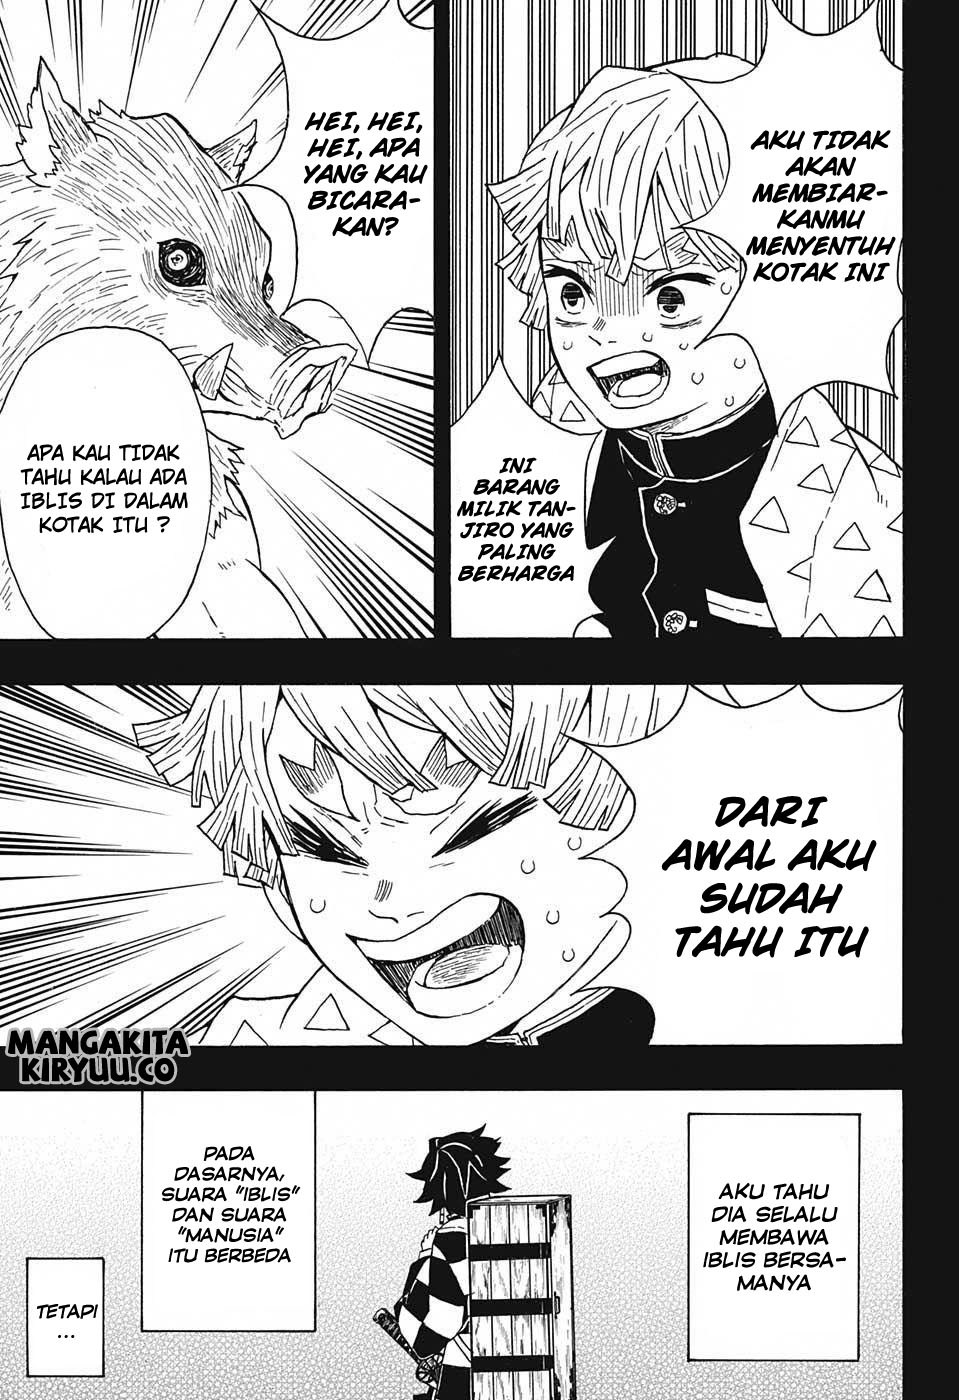 AKU TIDAK
AKAN
MEMBIAR-
KANMU
MENYENTUH
KOTAK INI
INI
BARANG
MILIK TAN-
JIRO YANG
PALING
BERHARGA
HEI, HEI,
HEI, APA
YANG KAU
BICARA-
KAN?
APA KAU TIDAK
TAHU KALAU ADA
IBLIS DI DALAM
KOTAK ITU ?
DARI
AWAL AKU
SUDAH
TAHU ITU
MANGAKITA
KIRYUU.CO
AKU TAHU
DIA SELALU
MEMBAWA
IBLIS BERSA-
MANYA
PADA
DASARNYA,
SUARA "IBLIS"
DAN SUARA
"MANUSIA"
ITU BERBEDA
TETAPI
...